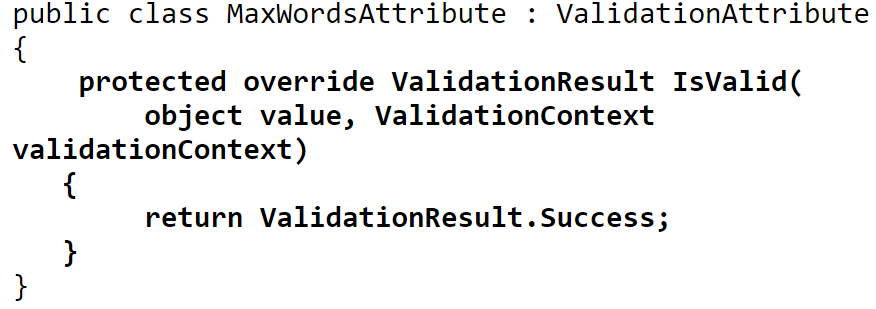 public class MaxWordsAttribute : ValidationAttribute
{
    protected override ValidationResult IsValid(
        object value, ValidationContext
validationContext)
   {
        return ValidationResult.Success;
   }
}